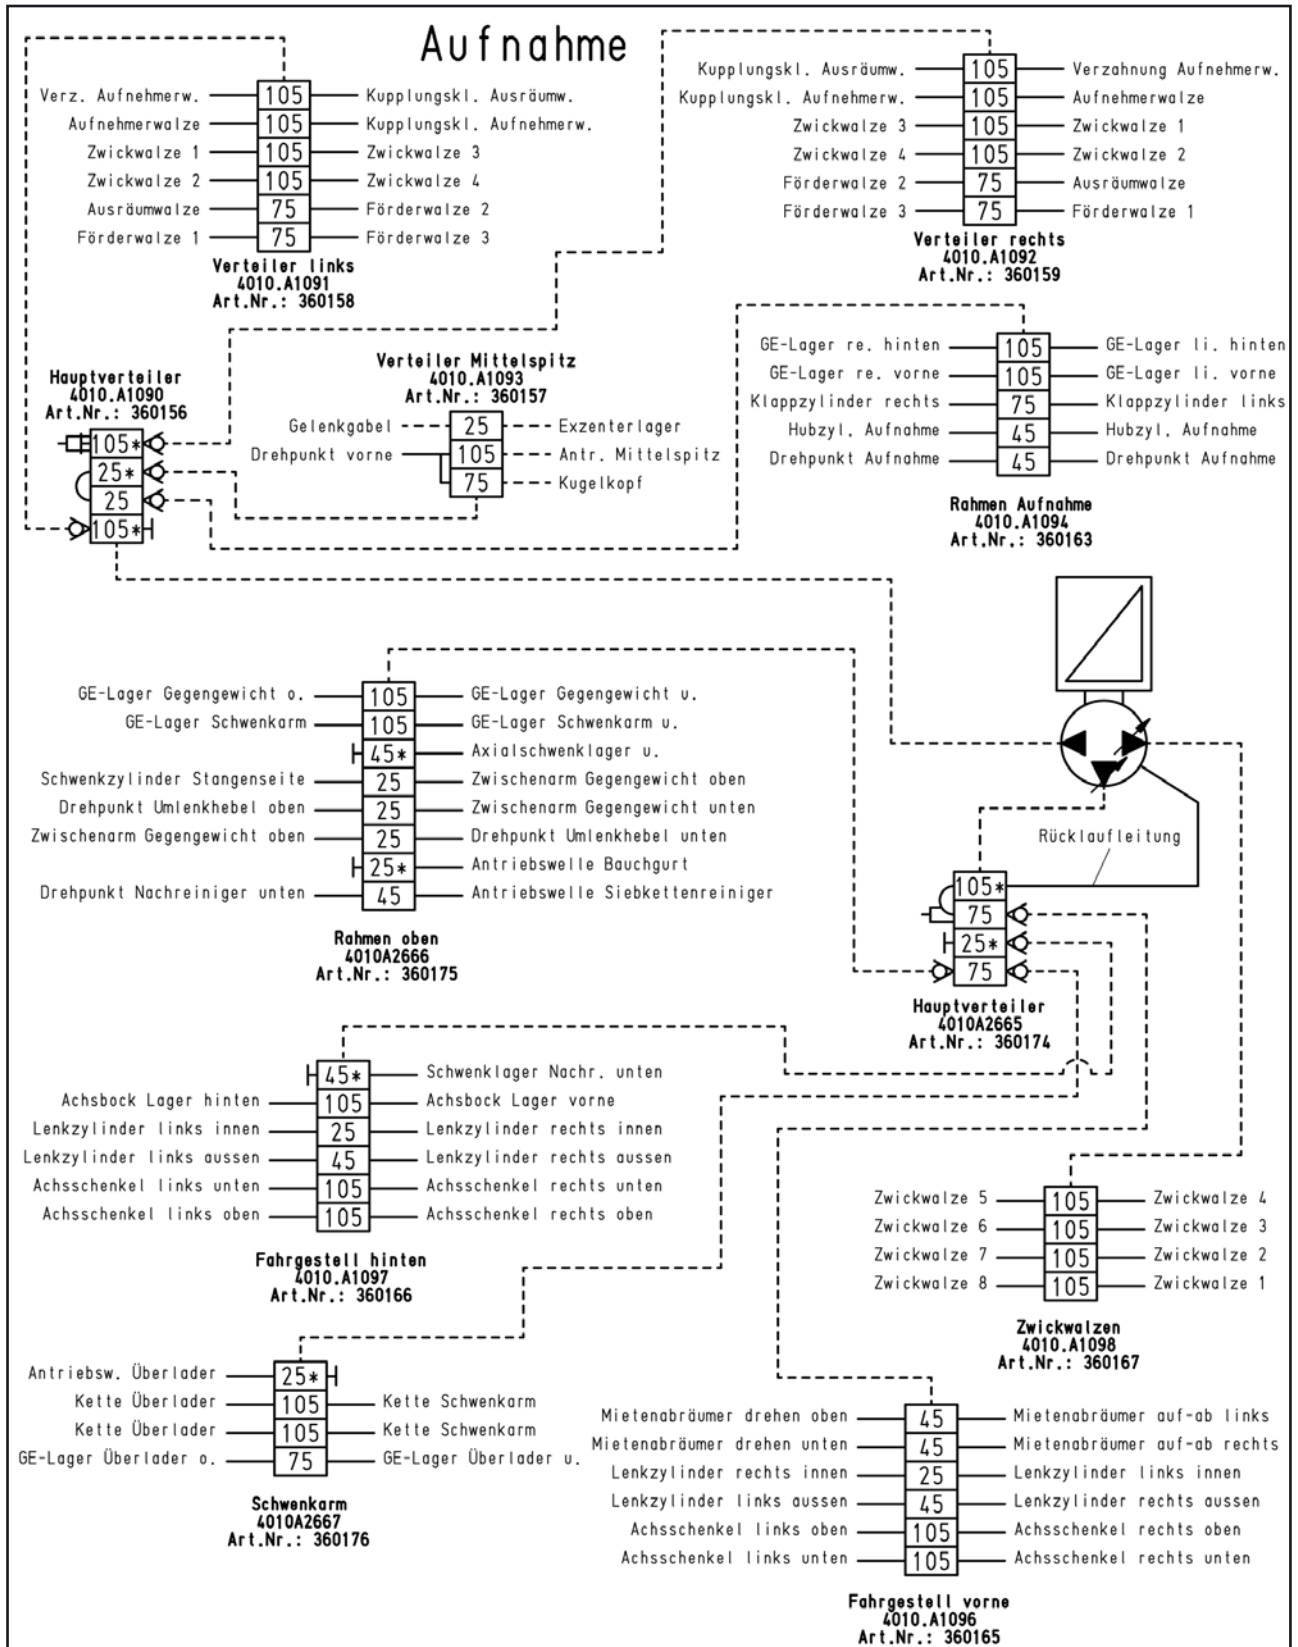 Aufnahme
Verz. Aufnehmerw. 105 Kupplungskl. Ausräumw.
Aufnehmerwalze 105 Kupplungskl. Aufnehmerw.
Zwickwalze 1 105 Zwickwalze 3
Zwickwalze 2 105 Zwickwalze 4
Ausräumwalze 75 Förderwalze 2
Förderwalze 1 75 Förderwalze 3
Verteiler links
4010.A1091
Art.Nr.: 360158
Kupplungskl. Ausräumw. 105 Verzahnung Aufnehmerw.
Kupplungskl. Aufnehmerw. 105 Aufnehmerwalze
Zwickwalze 3 105 Zwickwalze 1
Zwickwalze 4 105 Zwickwalze 2
Förderwalze 2 75 Ausräumwalze
Förderwalze 3 75 Förderwalze 1
Verteiler rechts
4010.A1092
Art.Nr.: 360159
Hauptverteiler
4010.A1090
Art.Nr.: 360156
105*
25*
25
105*
Verteiler Mittelspitz
4010.A1093
Art.Nr.: 360157
Gelenkgabel 25 Exzenterlager
Drehpunkt vorne 105 Antr. Mittelspitz
75 Kugelkopf
GE-Lager re. hinten 105 GE-Lager li. hinten
GE-Lager re. vorne 105 GE-Lager li. vorne
Klappzylinder rechts 75 Klappzylinder links
Hubzyl. Aufnahme 45 Hubzyl. Aufnahme
Drehpunkt Aufnahme 45 Drehpunkt Aufnahme
Rahmen Aufnahme
4010.A1094
Art.Nr.: 360163
GE-Lager Gegengewicht o. 105 GE-Lager Gegengewicht u.
GE-Lager Schwenkarm 105 GE-Lager Schwenkarm u.
45* Axialschwenklager u.
Schwenkzylinder Stangenseite 25 Zwischenarm Gegengewicht oben
Drehpunkt Umlenkhebel oben 25 Zwischenarm Gegengewicht unten
Zwischenarm Gegengewicht oben 25 Drehpunkt Umlenkhebel unten
25* Antriebswelle Bauchgurt
Drehpunkt Nachreiniger unten 45 Antriebswelle Siebkettenreiniger
Rahmen oben
4010A2666
Art.Nr.: 360175
Rücklaufleitung
105*
75
25*
75
Hauptverteiler
4010A2665
Art.Nr.: 360174
45* Schwenklager Nachr. unten
Achsbock Lager hinten 105 Achsbock Lager vorne
Lenkzylinder links innen 25 Lenkzylinder rechts innen
Lenkzylinder links aussen 45 Lenkzylinder rechts aussen
Achsschenkel links unten 105 Achsschenkel rechts unten
Achsschenkel links oben 105 Achsschenkel rechts oben
Fahrgestell hinten
4010.A1097
Art.Nr.: 360166
Zwickwalze 5 105 Zwickwalze 4
Zwickwalze 6 105 Zwickwalze 3
Zwickwalze 7 105 Zwickwalze 2
Zwickwalze 8 105 Zwickwalze 1
Zwickwalzen
4010.A1098
Art.Nr.: 360167
Antriebsw. Überlader 25*
Kette Überlader 105 Kette Schwenkarm
Kette Überlader 105 Kette Schwenkarm
GE-Lager Überlader o. 75 GE-Lager Überlader u.
Schwenkarm
4010A2667
Art.Nr.: 360176
Mietenabräumer drehen oben 45 Mietenabräumer auf-ab links
Mietenabräumer drehen unten 45 Mietenabräumer auf-ab rechts
Lenkzylinder rechts innen 25 Lenkzylinder links innen
Lenkzylinder links aussen 45 Lenkzylinder rechts aussen
Achsschenkel links oben 105 Achsschenkel rechts oben
Achsschenkel links unten 105 Achsschenkel rechts unten
Fahrgestell vorne
4010.A1096
Art.Nr.: 360165